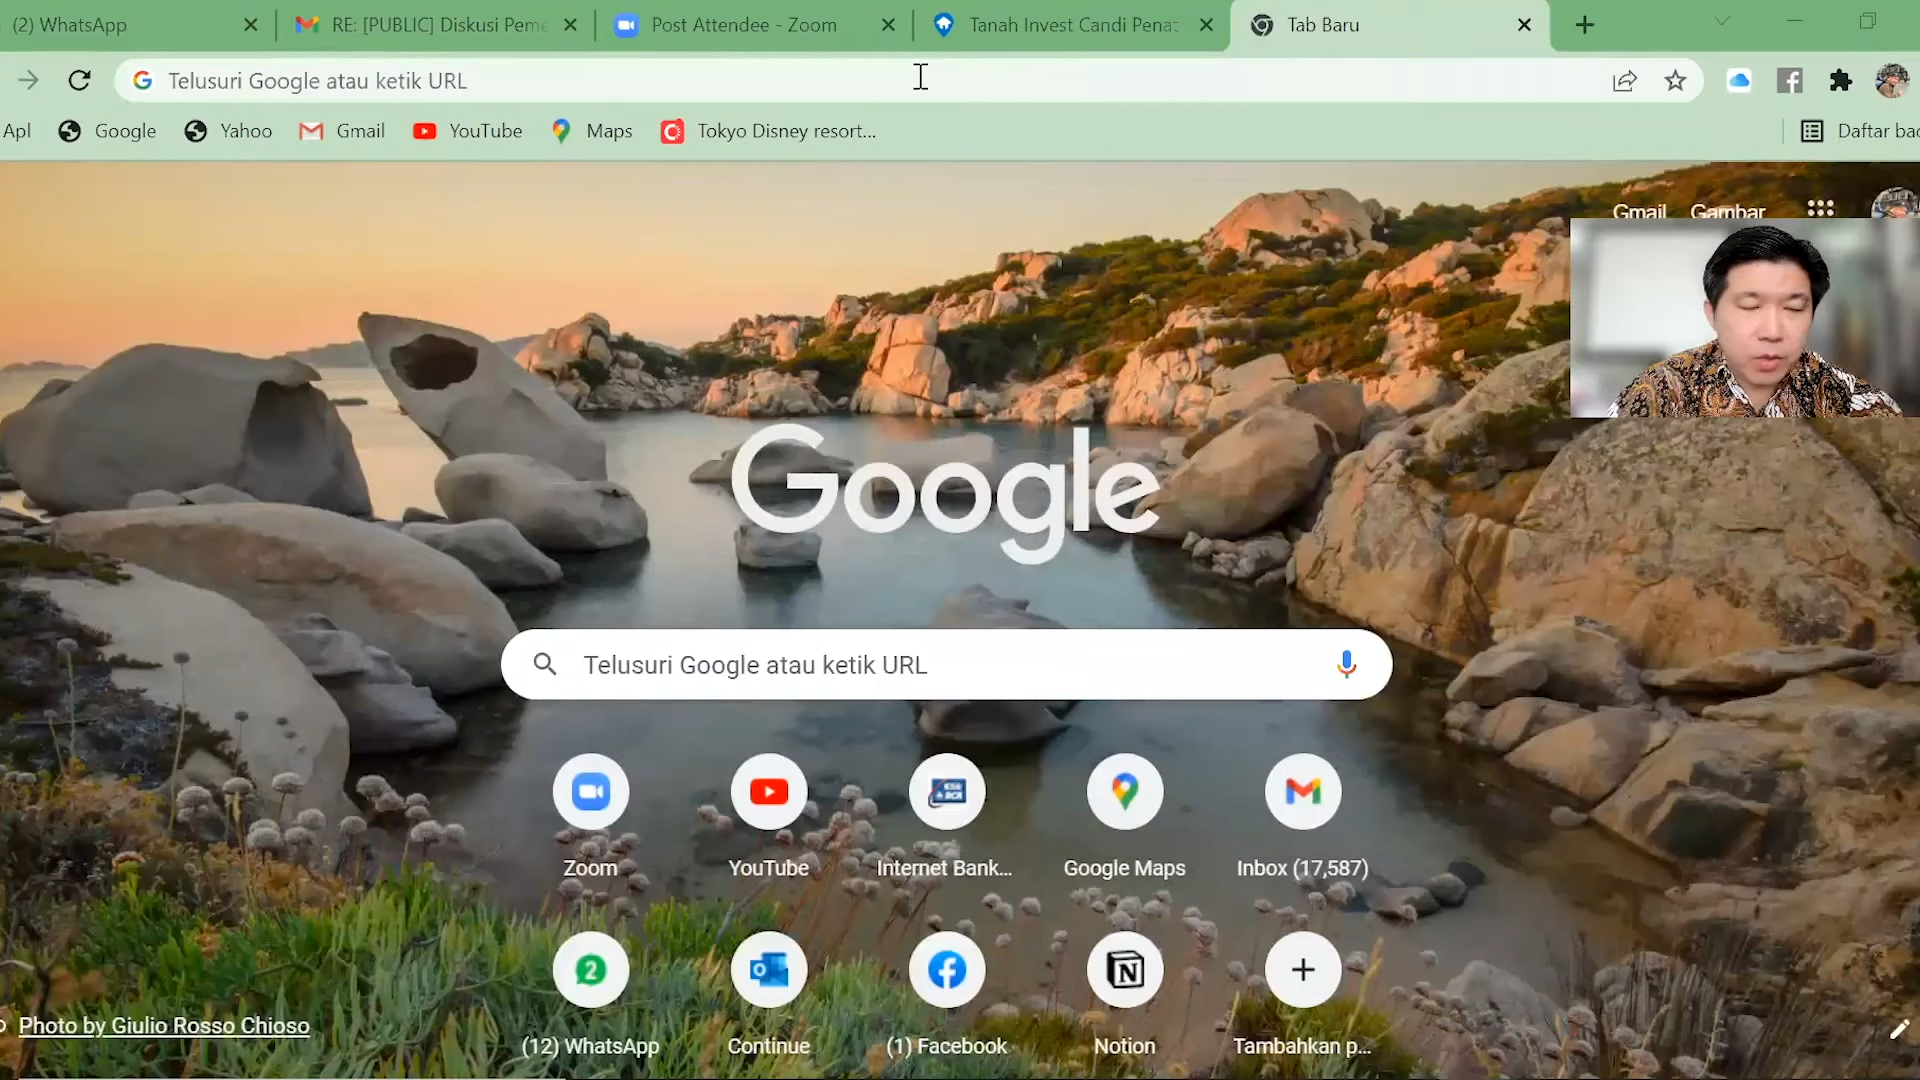 (2) WhatsApp
RE: [PUBLIC] Diskusi Peme
Post Attendee - Zoom
Tanah Invest Candi Penat
Tab Baru
Telusuri Google atau ketik URL
Apl
Google
Yahoo
Gmail
YouTube
Maps
Tokyo Disney resort...
Daftar bac
Gmail
Gambar
Google
Telusuri Google atau ketik URL
Zoom
YouTube
Internet Bank...
Google Maps
Inbox (17,587)
2
(12) WhatsApp
Continue
(1) Facebook
Notion
Tambahkan p...
Photo by Giulio Rosso Chioso